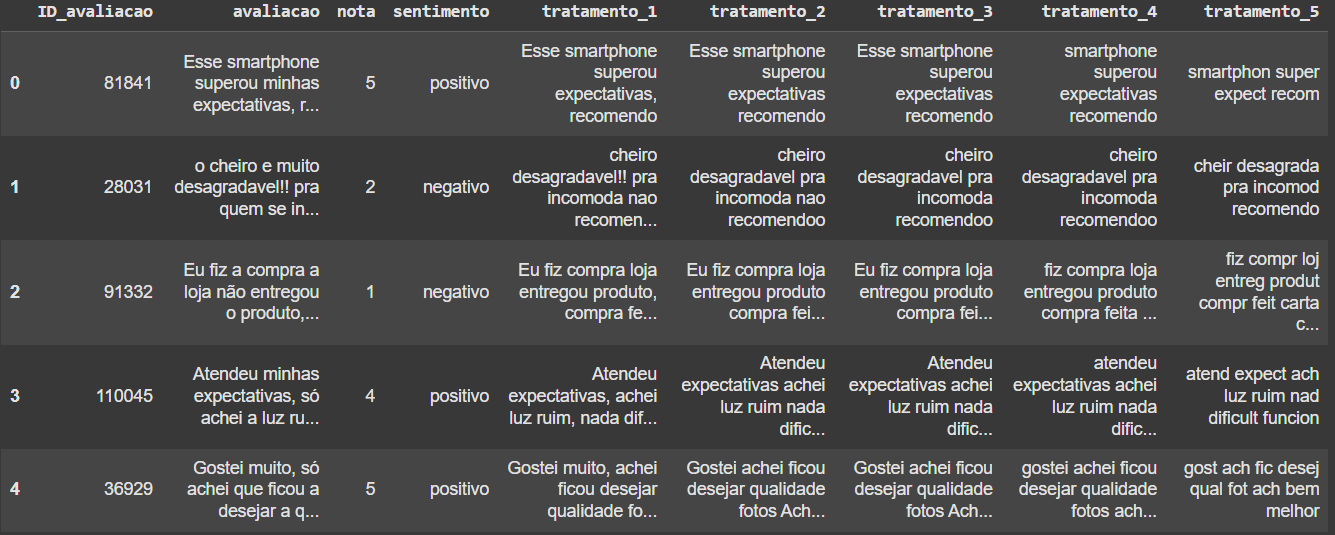 ID_avaliacao avaliacao nota sentimento tratamento_1 tratamento_2 tratamento_3 tratamento_4 tratamento_5
0 81841 Esse smartphone superou minhas expectativas, r... 5 positivo Esse smartphone superou expectativas, recomendo Esse smartphone superou expectativas recomendo Esse smartphone superou expectativas recomendo smartphone superou expectativas recomendo smartphon super expect recom
1 28031 o cheiro e muito desagradavel!! pra quem se in... 2 negativo cheiro desagradavel!! pra incomoda nao recomen... cheiro desagradavel pra incomoda nao recomendoo cheiro desagradavel pra incomoda recomendoo cheiro desagradavel pra incomoda recomendoo cheir desagrada pra incomod recomendo
2 91332 Eu fiz a compra a loja não entregou o produto,... 1 negativo Eu fiz compra loja entregou produto, compra fe... Eu fiz compra loja entregou produto compra fei... Eu fiz compra loja entregou produto compra fei... fiz compra loja entregou produto compra feita ... fiz compr loj entreg produt compr feit carta c...
3 110045 Atendeu minhas expectativas, só achei a luz ru... 4 positivo Atendeu expectativas, achei luz ruim, nada dif... Atendeu expectativas achei luz ruim nada dific... Atendeu expectativas achei luz ruim nada dific... atendeu expectativas achei luz ruim nada dific... atend expect ach luz ruim nad dificult funcion
4 36929 Gostei muito, só achei que ficou a desejar a q... 5 positivo Gostei muito, achei ficou desejar qualidade fo... Gostei achei ficou desejar qualidade fotos Ach... Gostei achei ficou desejar qualidade fotos Ach... gostei achei ficou desejar qualidade fotos ach... gost ach fic desej qual fot ach bem melhor